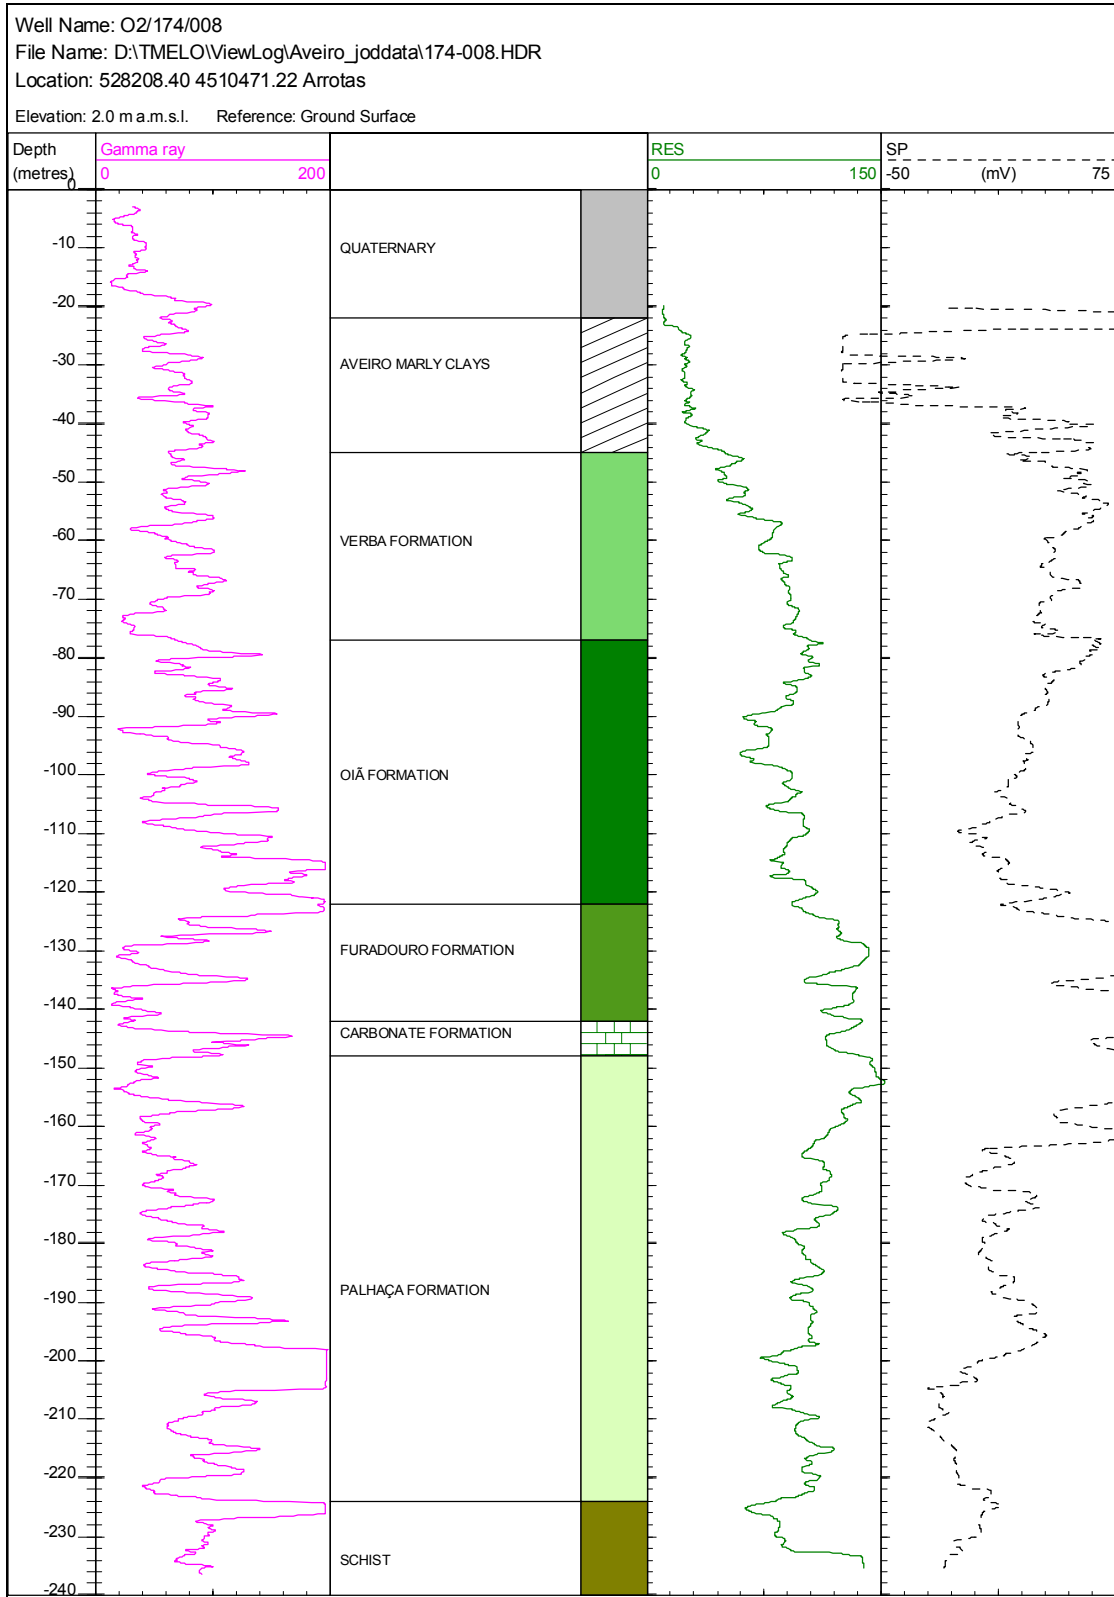 Well Name: O2/174/008
File Name: D:\TMELO\ViewLog\Aveiro_joddata\174-008.HDR
Location: 528208.40 4510471.22 Arrotas
Elevation: 2.0 m a.m.s.l. Reference: Ground Surface
Depth Gamma ray RES SP
(metres) 0 200 0 150 -50 (mV) 75
0
-10 QUATERNARY
-20
-30 AVEIRO MARLY CLAYS
-40
-50
-60 VERBA FORMATION
-70
-80
-90
-100 OIÃ FORMATION
-110
-120
-130 FURADOURO FORMATION
-140
CARBONATE FORMATION
-150
-160
-170
-180
-190 PALHAÇA FORMATION
-200
-210
-220
-230
SCHIST
-240